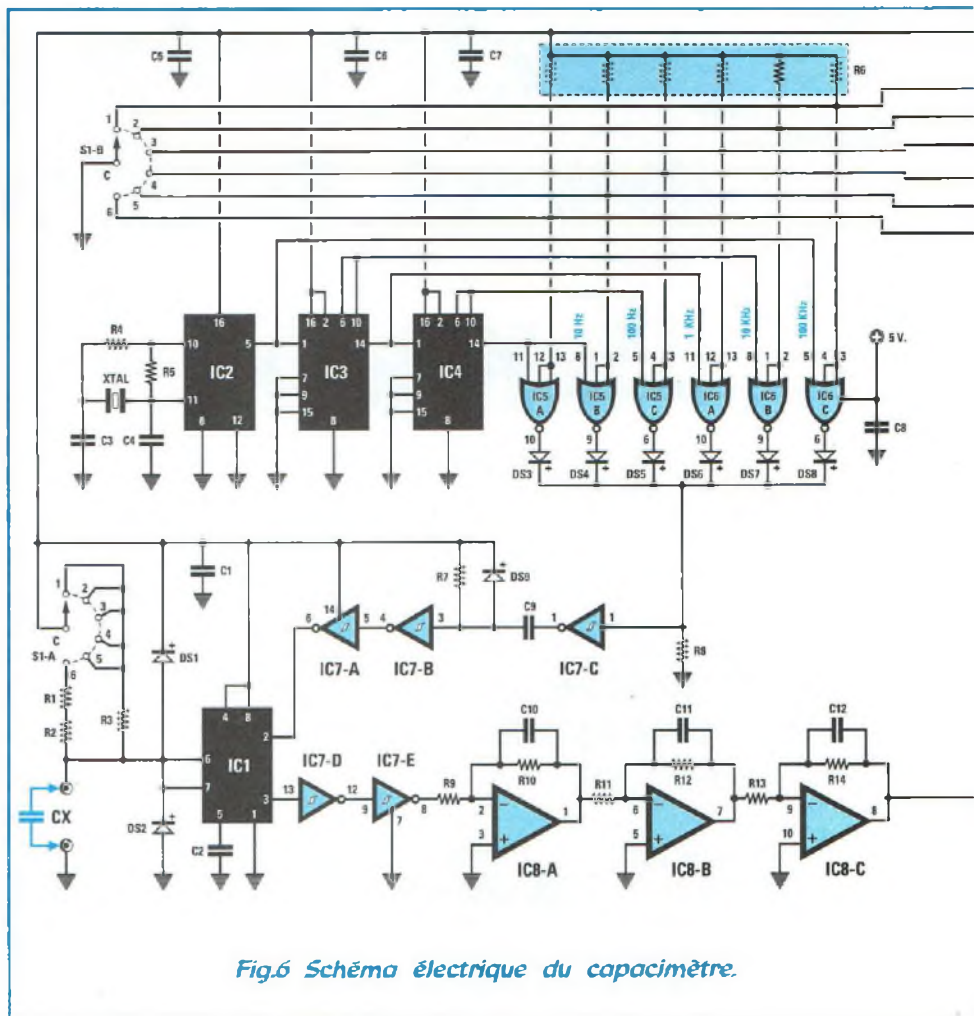 C5
C6
C7
R6
1
2
3
4
5
6
S1-B
C
10 Hz
100 Hz
1 KHz
10 KHz
100 KHz
16
16 2 6 10
16 2 6 10
R4
10
5
1
14
1
14
11 12 13
8 1 2
5 4 3
11 12 13
8 1 2
5 4 3
5 V.
XTAL
R5
IC2
IC3
IC4
IC5 A
IC5 B
IC5 C
IC6 A
IC6 B
IC6 C
11
7
9
15
7
9
15
C3
C4
8
12
8
8
10
9
6
10
9
6
C8
DS3
DS4
DS5
DS6
DS7
DS8
1
2
3
4
5
6
C
S1-A
C1
DS1
R7
14
6
5
4
3
C9
1
1
IC7-A
IC7-B
IC7-C
R1
R2
R3
4
8
2
C10
C11
C12
6
IC1
IC7-D
IC7-E
R10
R12
R14
7
3
13
12
9
8
R9
2
1
R11
6
7
R13
9
8
CX
DS2
5
1
7
3
5
10
C2
IC8-A
IC8-B
IC8-C
Fig.6 Schéma électrique du capacimètre.